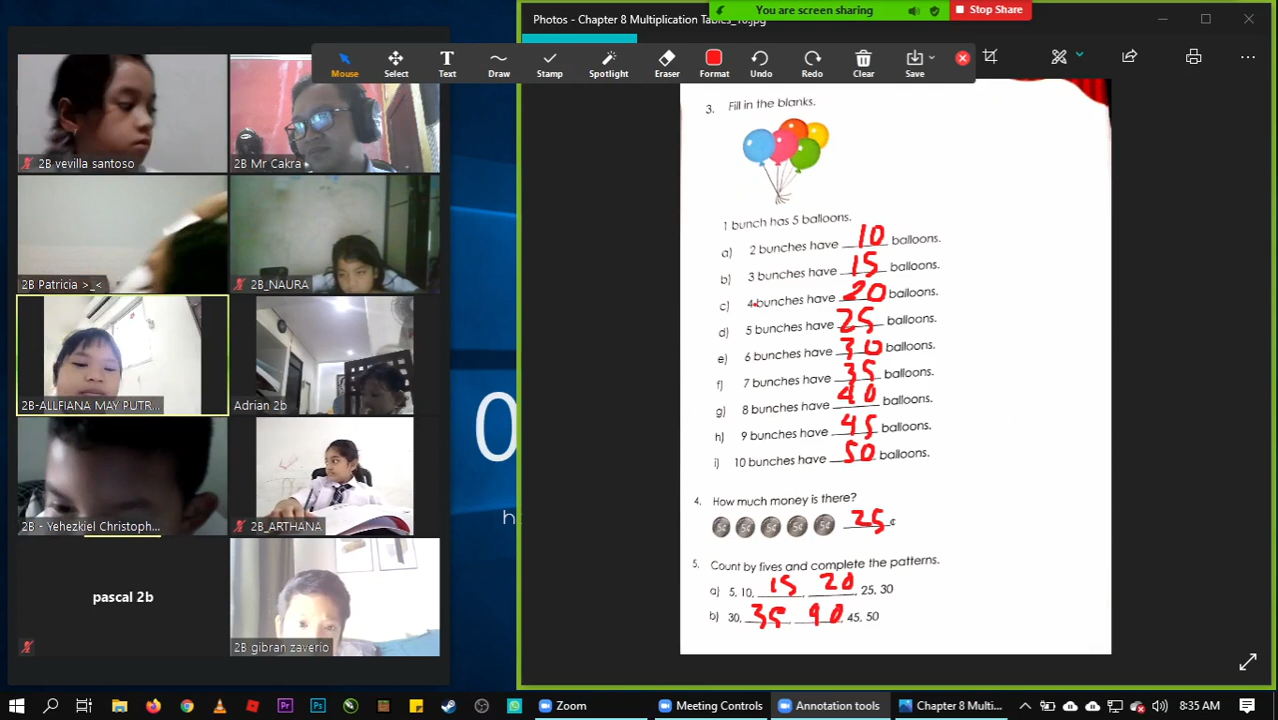 You are screen sharing
Stop Share
Photos - Chapter 8 Multiplication Tables_10.jpg
Mouse
Select
Text
Draw
Stamp
Spotlight
Eraser
Format
Undo
Redo
Clear
Save
2B vevilla santoso
2B Mr Cakra
2B Patricia >_<
2B_NAURA
2B-ALLFIANA MAY PUTR...
Adrian 2b
2B - Yehezkiel Christoph...
2B_ARTHANA
pascal 2b
2B gibran zaverio
3. Fill in the blanks.
1 bunch has 5 balloons.
a) 2 bunches have 10 balloons.
b) 3 bunches have 15 balloons.
c) 4 bunches have 20 balloons.
d) 5 bunches have 25 balloons.
e) 6 bunches have 30 balloons.
f) 7 bunches have 35 balloons.
g) 8 bunches have 40 balloons.
h) 9 bunches have 45 balloons.
i) 10 bunches have 50 balloons.
4. How much money is there?
5¢ 5¢ 5¢ 5¢ 5¢ 25 ¢
5. Count by fives and complete the patterns.
a) 5, 10, 15, 20, 25, 30
b) 30, 35, 40, 45, 50
Zoom
Meeting Controls
Annotation tools
Chapter 8 Multi...
8:35 AM